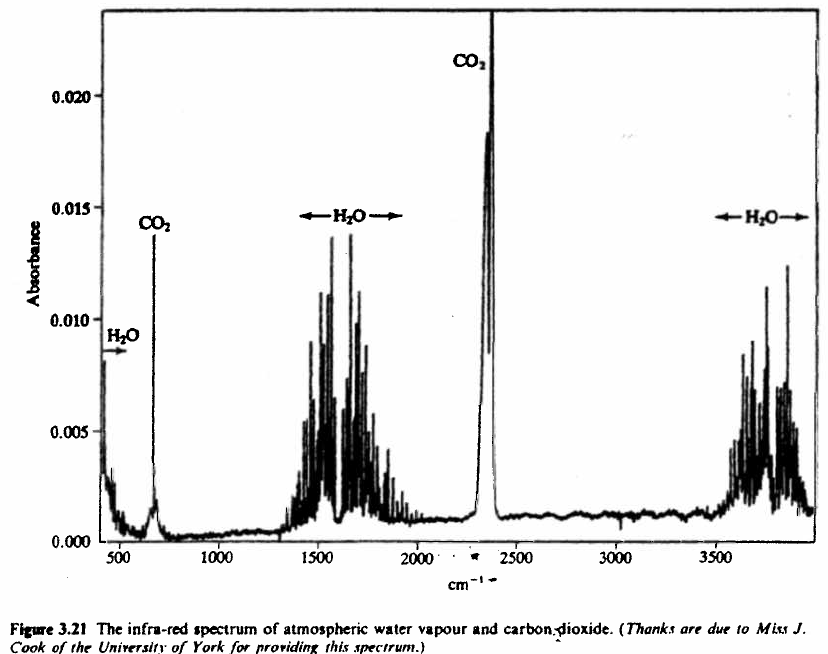 CO₂
0.020
0.015
H₂O
H₂O
CO₂
Absorbance
0.010
H₂O
0.005
0.000
500 1000 1500 2000 2500 3000 3500
cm⁻¹
Figure 3.21 The infra-red spectrum of atmospheric water vapour and carbon dioxide. (Thanks are due to Miss J.
Cook of the University of York for providing this spectrum.)